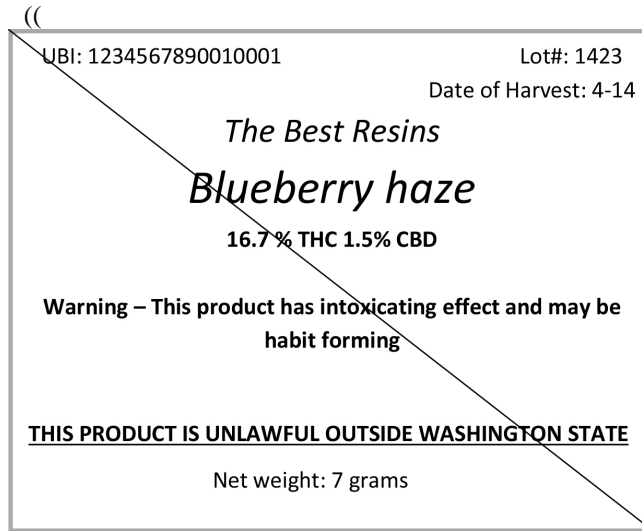 ((
UBI: 1234567890010001 Lot#: 1423
Date of Harvest: 4-14
The Best Resins
Blueberry haze
16.7 % THC 1.5% CBD
Warning – This product has intoxicating effect and may be
habit forming
THIS PRODUCT IS UNLAWFUL OUTSIDE WASHINGTON STATE
Net weight: 7 grams